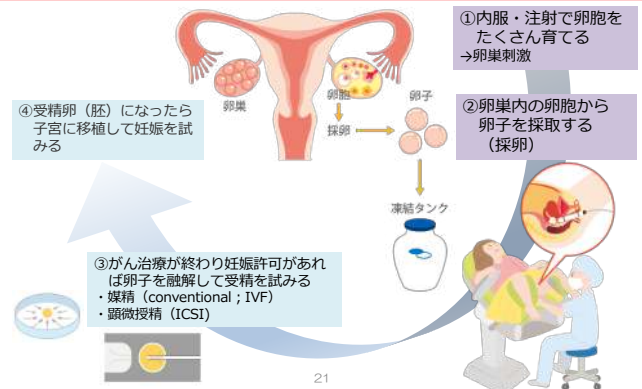 ①内服・注射で卵胞を
たくさん育てる
→卵巣刺激
卵巣
卵胞
卵子
採卵
②卵巣内の卵胞から
卵子を採取する
（採卵）
④受精卵（胚）になったら
子宮に移植して妊娠を試
みる
凍結タンク
③がん治療が終わり妊娠許可があれ
ば卵子を融解して受精を試みる
・媒精（conventional；IVF）
・顕微授精（ICSI)
21